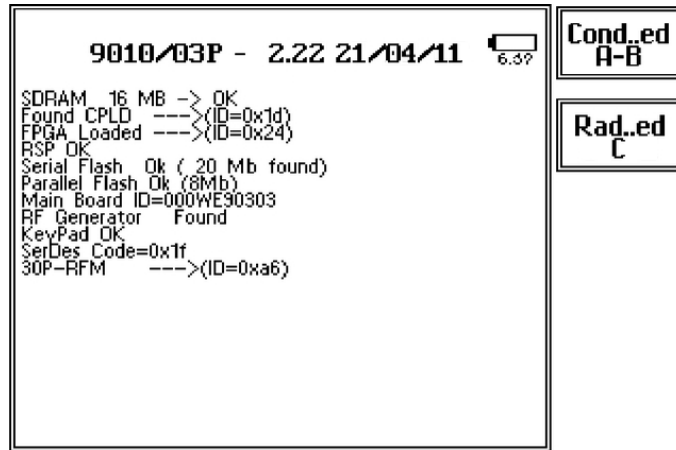 9010/03P - 2.22 21/04/11
6.37
SDRAM 16 MB -> OK
Found CPLD --->(ID=0x1d)
FPGA Loaded --->(ID=0x24)
RSP OK
Serial Flash Ok ( 20 Mb found)
Parallel Flash Ok (8Mb)
Main Board ID=000WE90303
RF Generator Found
KeyPad OK
SerDes Code=0x1f
30P-RFM --->(ID=0xa6)
Cond..ed
A-B
Rad..ed
C